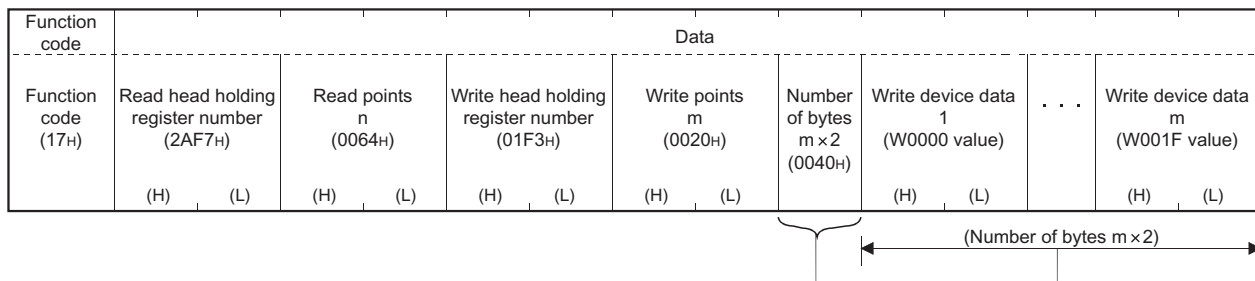 Function
code
Data
Function
code
(17H)
Read head holding
register number
(2AF7H)
(H) (L)
Read points
n
(0064H)
(H) (L)
Write head holding
register number
(01F3H)
(H) (L)
Write points
m
(0020H)
(H) (L)
Number
of bytes
m×2
(0040H)
Write device data
1
(W0000 value)
(H) (L)
· · ·
Write device data
m
(W001F value)
(H) (L)
(Number of bytes m×2)